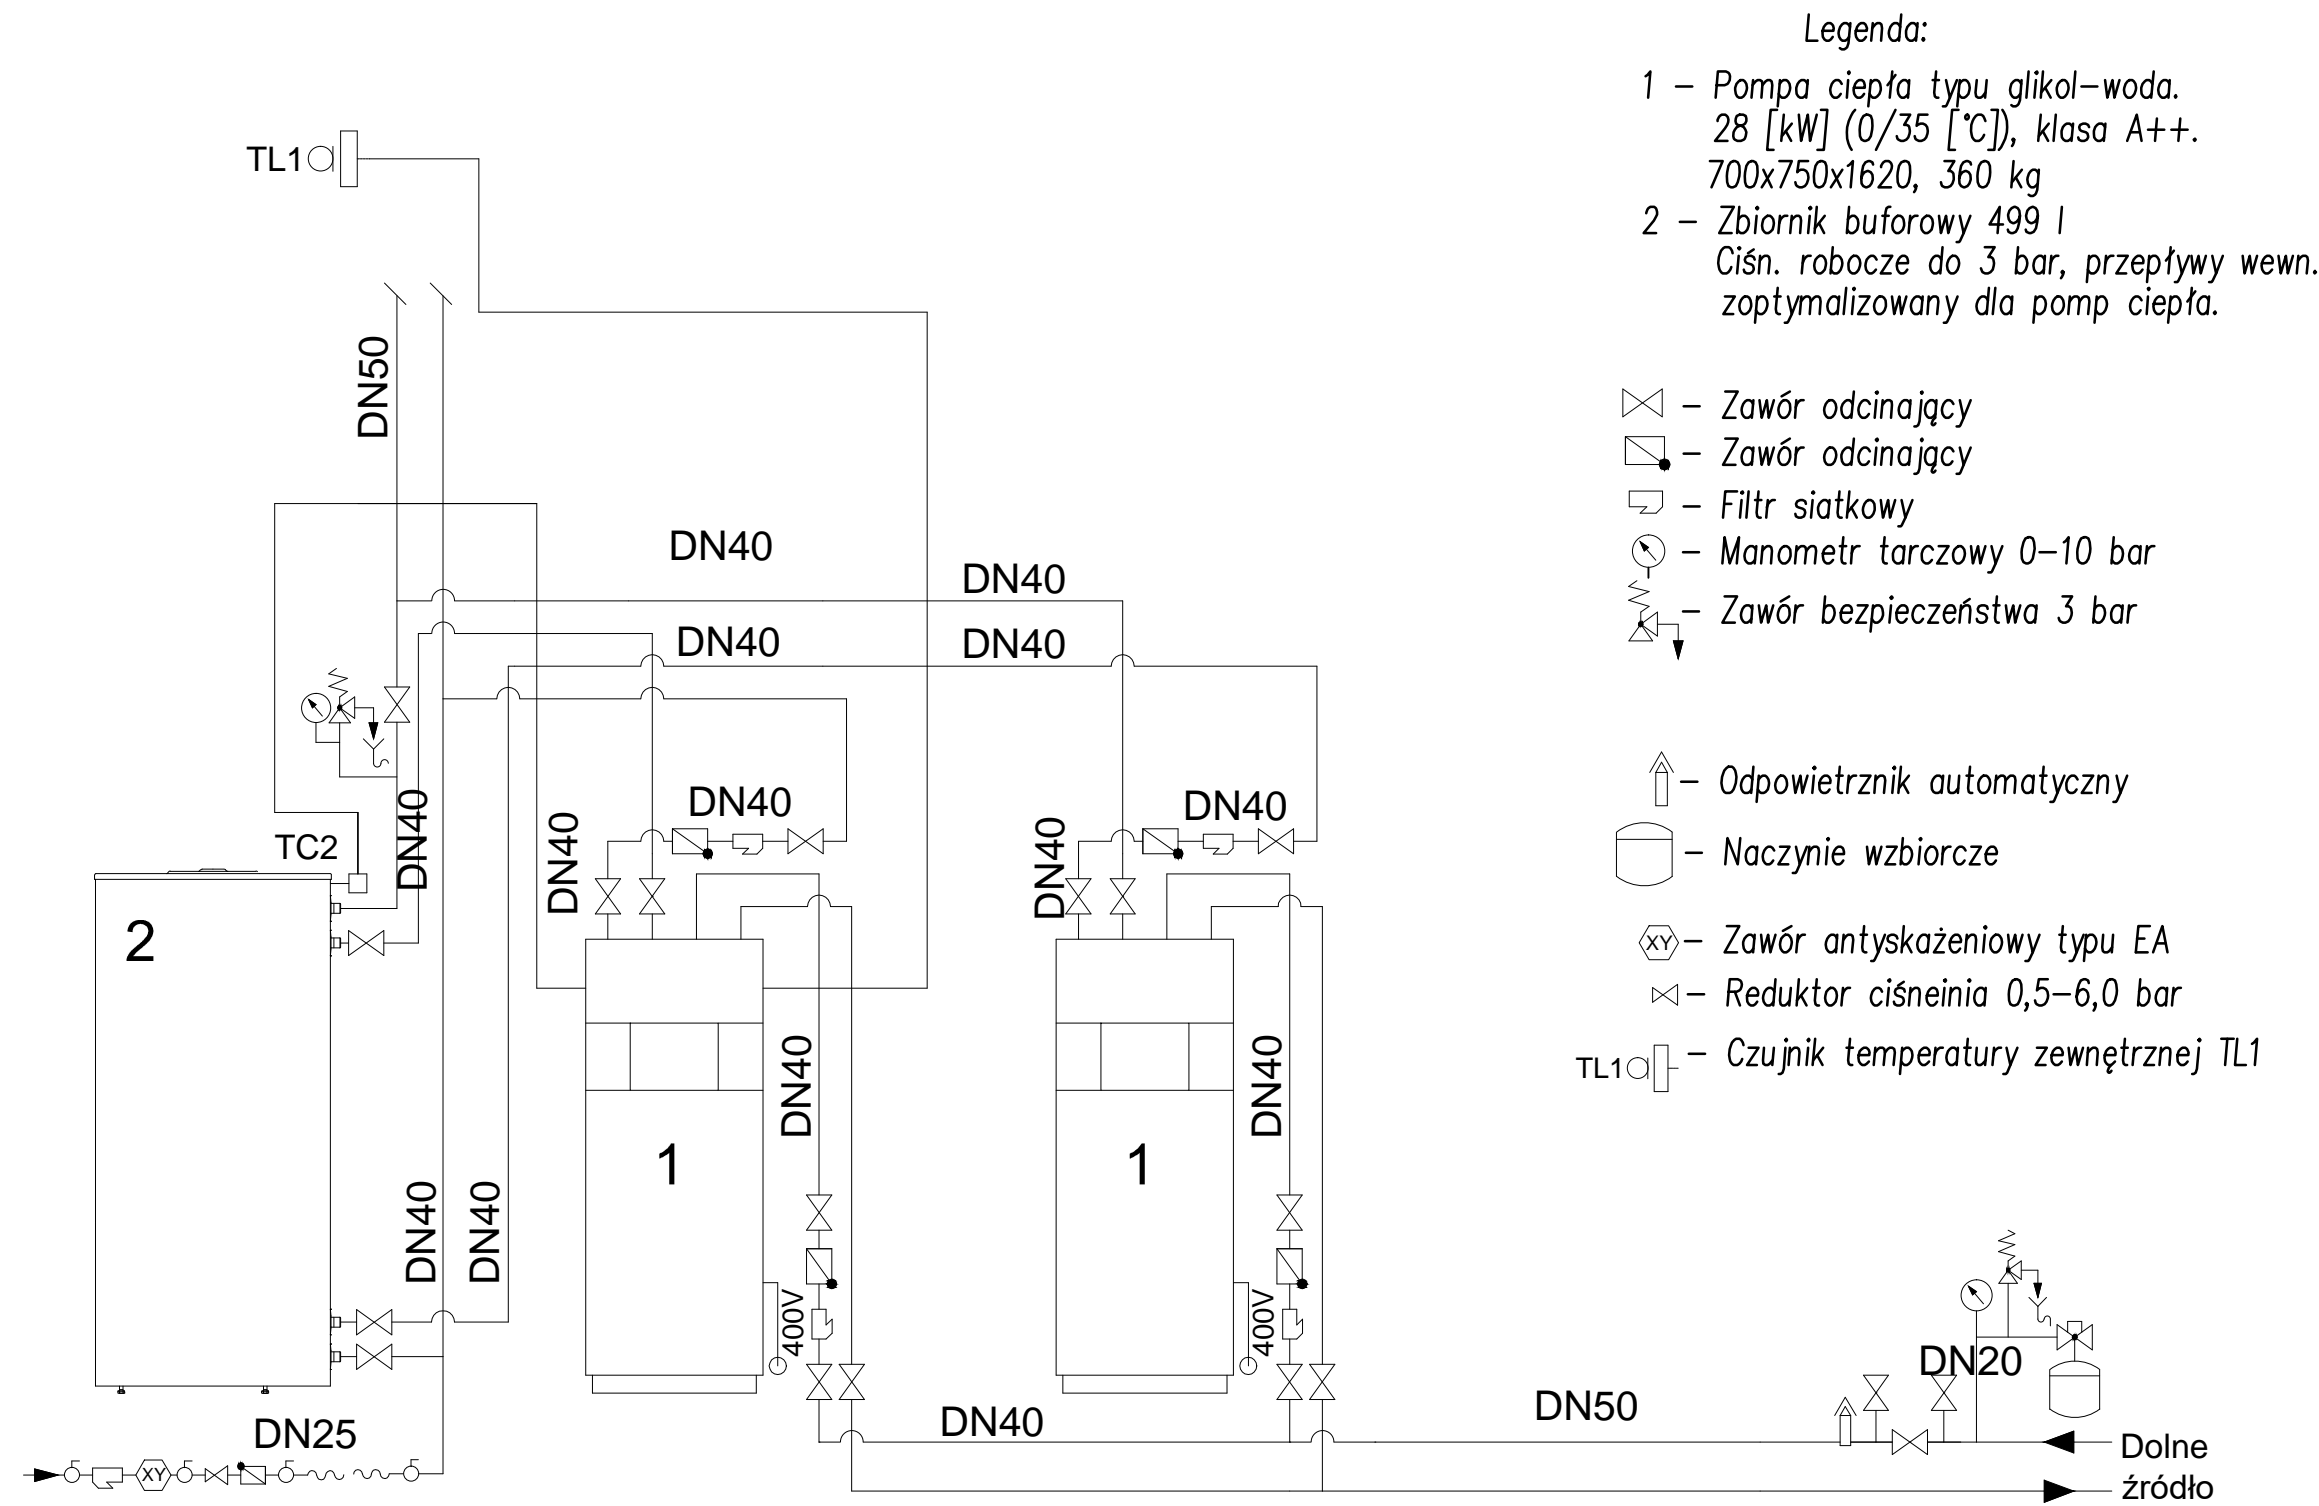 Legenda:
1 – Pompa ciepła typu glikol–woda.
28 [kW] (0/35 [°C]), klasa A++.
700x750x1620, 360 kg
2 – Zbiornik buforowy 499 l
Ciśn. robocze do 3 bar, przepływy wewn.
zoptymalizowany dla pomp ciepła.
– Zawór odcinający
– Zawór odcinający
– Filtr siatkowy
– Manometr tarczowy 0–10 bar
– Zawór bezpieczeństwa 3 bar
– Odpowietrznik automatyczny
– Naczynie wzbiorcze
XY – Zawór antyskażeniowy typu EA
– Reduktor ciśneinia 0,5–6,0 bar
TL1 – Czujnik temperatury zewnętrznej TL1
TL1
DN50
DN40
DN40
DN40
DN40
DN40
DN40
DN40
DN40
DN40
TC2
2
DN40
DN40
1
1
DN40
DN40
400V
400V
DN20
DN40
DN50
DN25
XY
Dolne
źródło